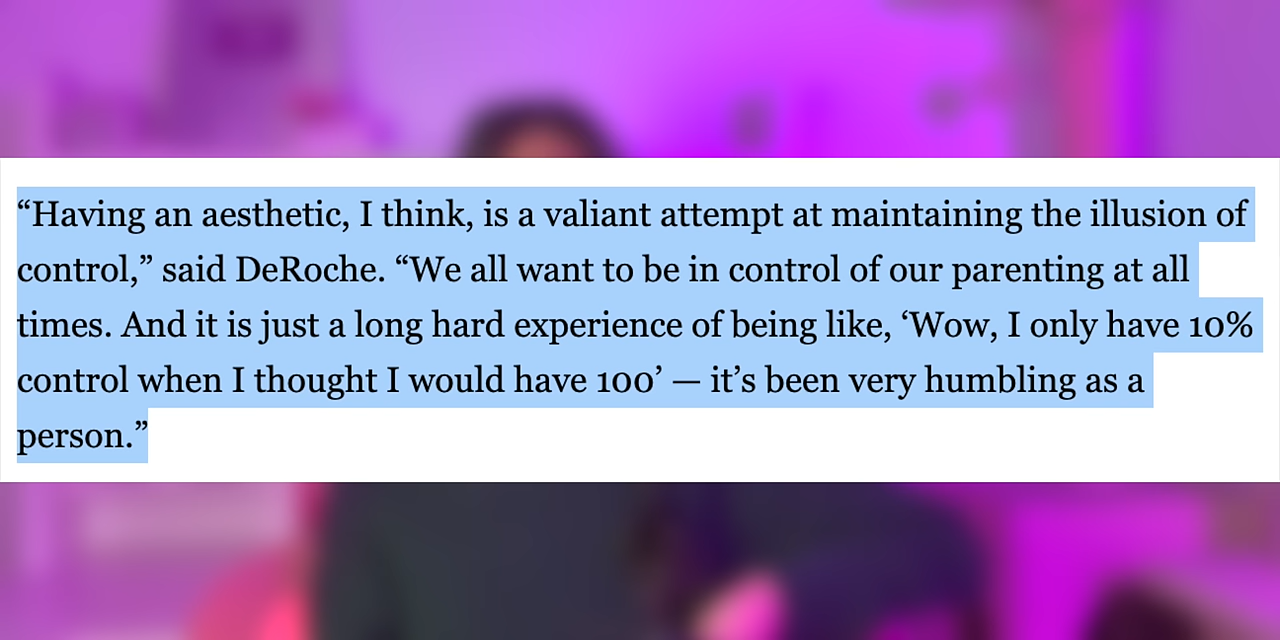 “Having an aesthetic, I think, is a valiant attempt at maintaining the illusion of
control,” said DeRoche. “We all want to be in control of our parenting at all
times. And it is just a long hard experience of being like, ‘Wow, I only have 10%
control when I thought I would have 100’ — it’s been very humbling as a
person.”